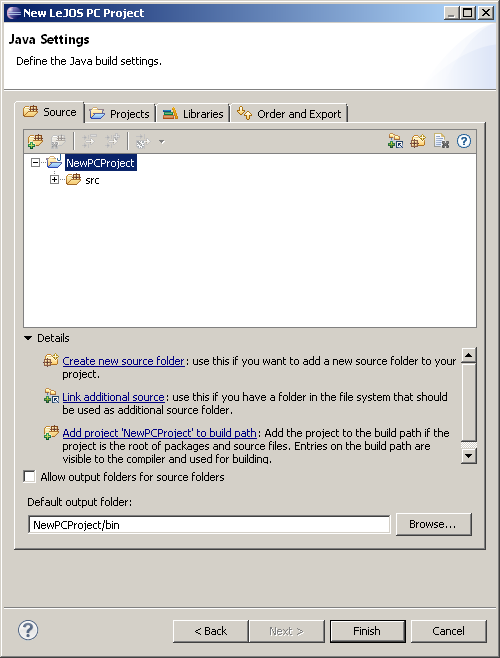 New LeJOS PC Project
Java Settings
Define the Java build settings.
Source Projects Libraries Order and Export
NewPCProject
src
Details
Create new source folder: use this if you want to add a new source folder to your
project.
Link additional source: use this if you have a folder in the file system that should
be used as additional source folder.
Add project 'NewPCProject' to build path: Add the project to the build path if the
project is the root of packages and source files. Entries on the build path are
visible to the compiler and used for building.
Allow output folders for source folders
Default output folder:
NewPCProject/bin
Browse...
< Back Next > Finish Cancel